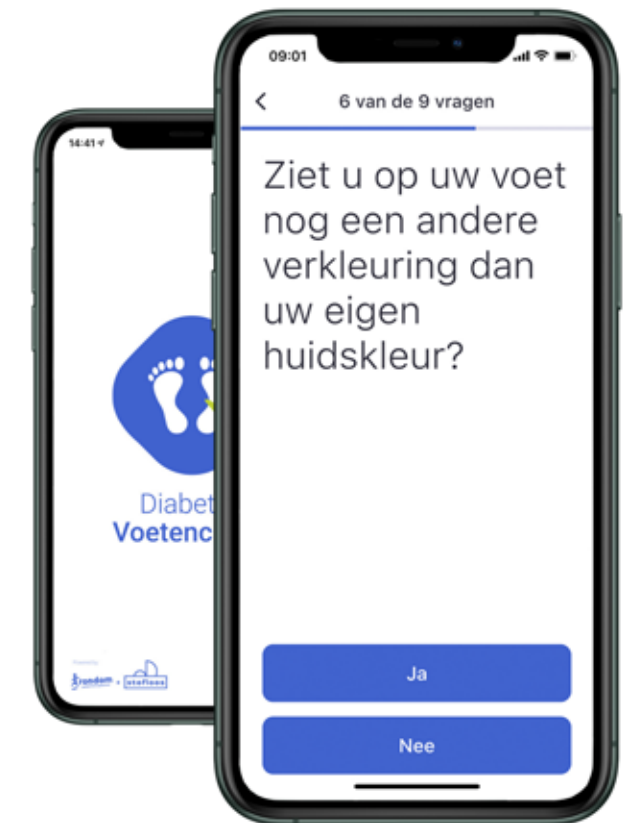 09:01
6 van de 9 vragen
Ziet u op uw voet
nog een andere
verkleuring dan
uw eigen
huidskleur?
Ja
Nee
14:41
Diabet
Voetenc
random +